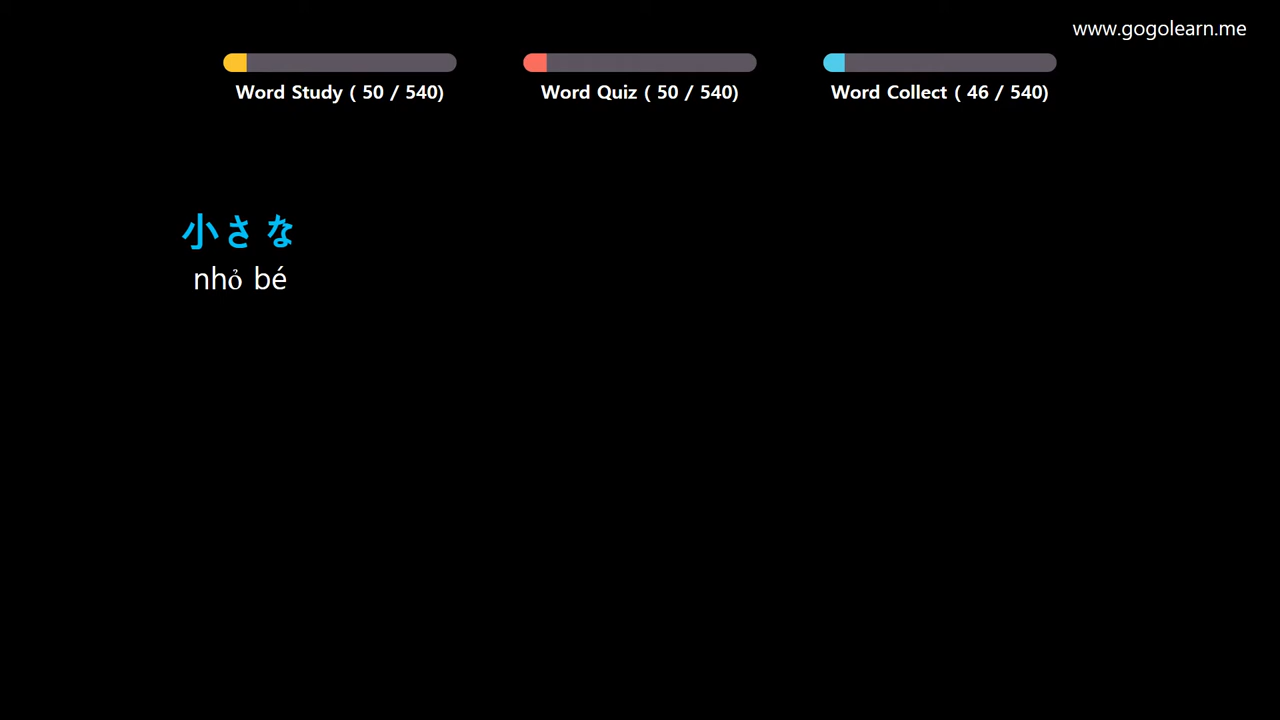 www.gogolearn.me
Word Study ( 50 / 540)
Word Quiz ( 50 / 540)
Word Collect ( 46 / 540)
小さな
nhỏ bé